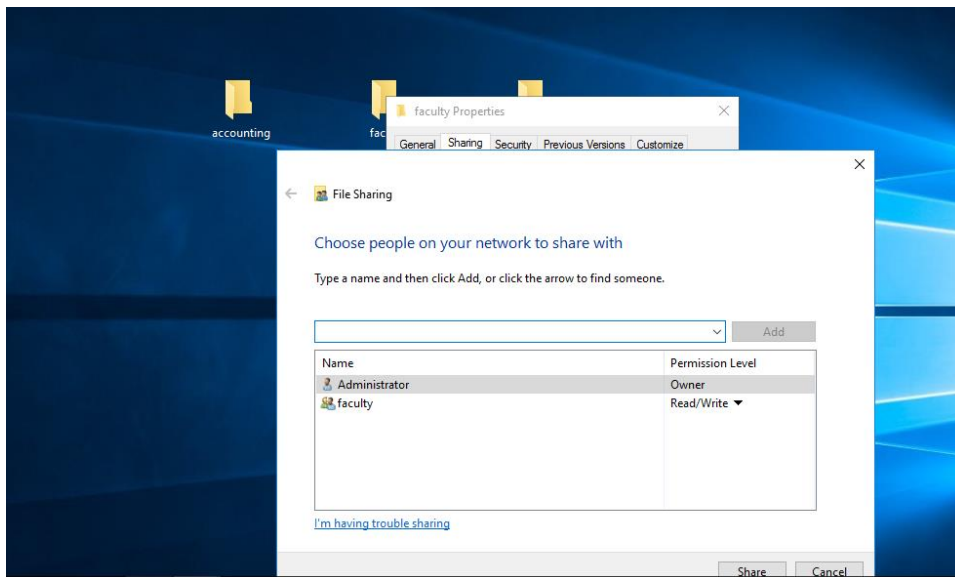 accounting
fac
faculty Properties
General Sharing Security Previous Versions Customize
File Sharing
Choose people on your network to share with
Type a name and then click Add, or click the arrow to find someone.
Add
Name Permission Level
Administrator Owner
faculty Read/Write
I'm having trouble sharing
Share Cancel